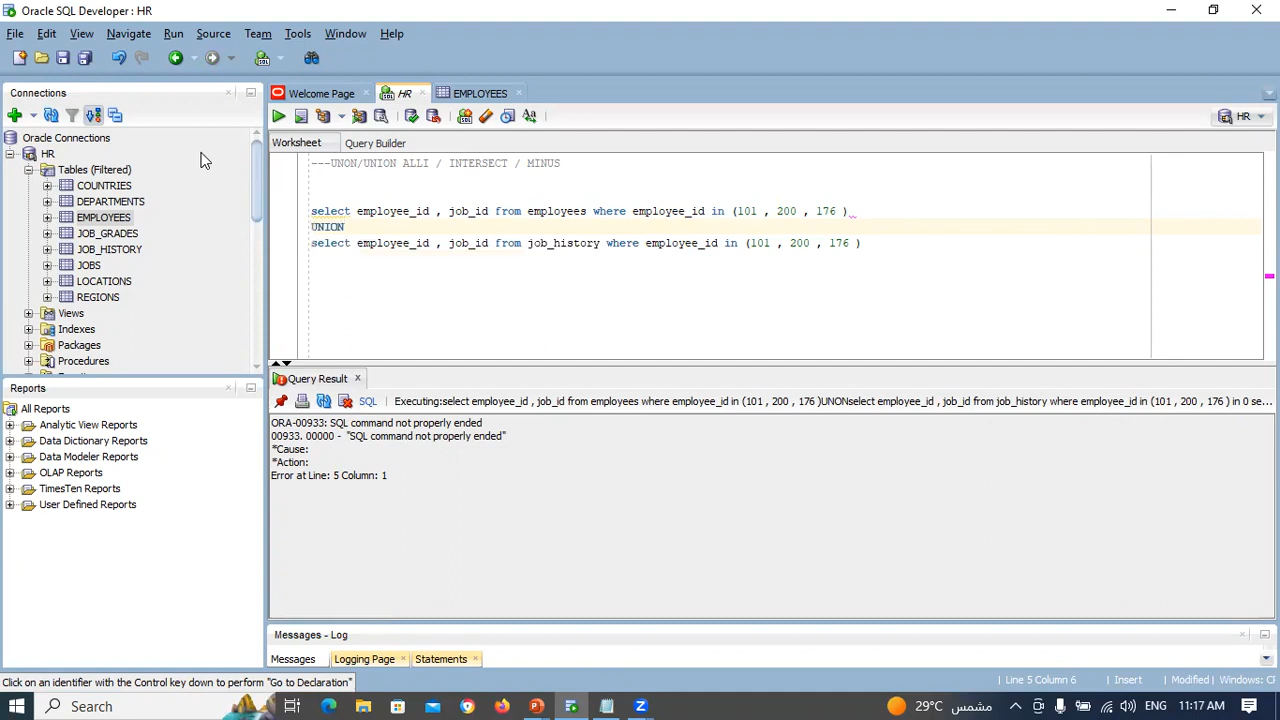 Oracle SQL Developer : HR
File Edit View Navigate Run Source Team Tools Window Help
Connections
Welcome Page
HR
EMPLOYEES
HR
Worksheet
Query Builder
Oracle Connections
HR
Tables (Filtered)
COUNTRIES
DEPARTMENTS
EMPLOYEES
JOB_GRADES
JOB_HISTORY
JOBS
LOCATIONS
REGIONS
Views
Indexes
Packages
Procedures
---UNON/UNION ALLI / INTERSECT / MINUS
select employee_id , job_id from employees where employee_id in (101 , 200 , 176 )
UNION
select employee_id , job_id from job_history where employee_id in (101 , 200 , 176 )
Query Result
SQL
Executing:select employee_id , job_id from employees where employee_id in (101 , 200 , 176 )UNONselect employee_id , job_id from job_history where employee_id in (101 , 200 , 176 ) in 0 se...
ORA-00933: SQL command not properly ended
00933. 00000 - "SQL command not properly ended"
*Cause:
*Action:
Error at Line: 5 Column: 1
Reports
All Reports
Analytic View Reports
Data Dictionary Reports
Data Modeler Reports
OLAP Reports
TimesTen Reports
User Defined Reports
Messages - Log
Messages
Logging Page
Statements
Click on an identifier with the Control key down to perform "Go to Declaration"
Line 5 Column 6
Insert
Modified
Windows: CF
Search
29°C مشمس
ENG
11:17 AM